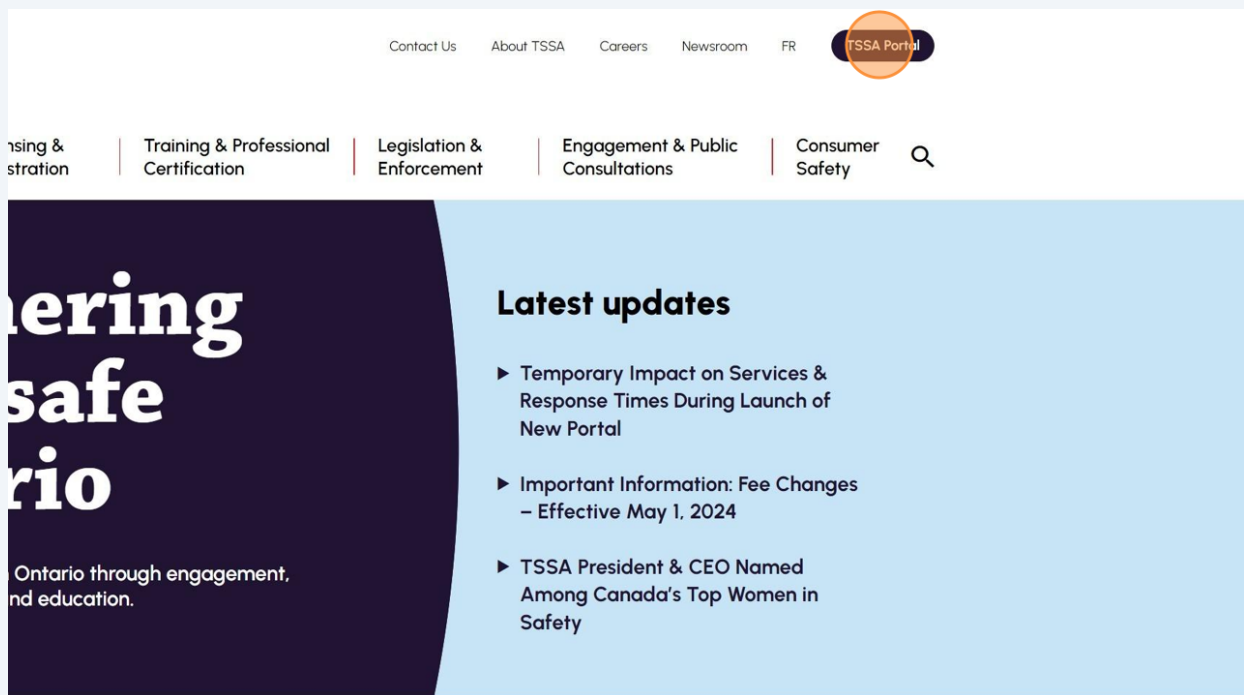 Contact Us About TSSA Careers Newsroom FR TSSA Portal
nsing & Training & Professional Legislation & Engagement & Public Consumer
stration Certification Enforcement Consultations Safety
ering
safe
rio
Ontario through engagement,
nd education.
Latest updates
▶ Temporary Impact on Services &
Response Times During Launch of
New Portal
▶ Important Information: Fee Changes
– Effective May 1, 2024
▶ TSSA President & CEO Named
Among Canada's Top Women in
Safety